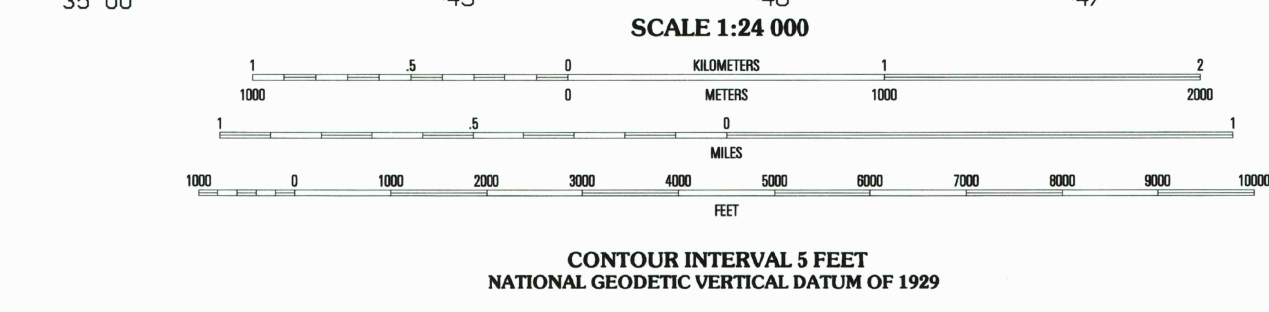 SCALE 1:24 000
1 .5 0 KILOMETERS 1 2
1000 0 METERS 1000 2000
1 .5 0 1
MILES
1000 0 1000 2000 3000 4000 5000 6000 7000 8000 9000 10000
FEET
CONTOUR INTERVAL 5 FEET
NATIONAL GEODETIC VERTICAL DATUM OF 1929